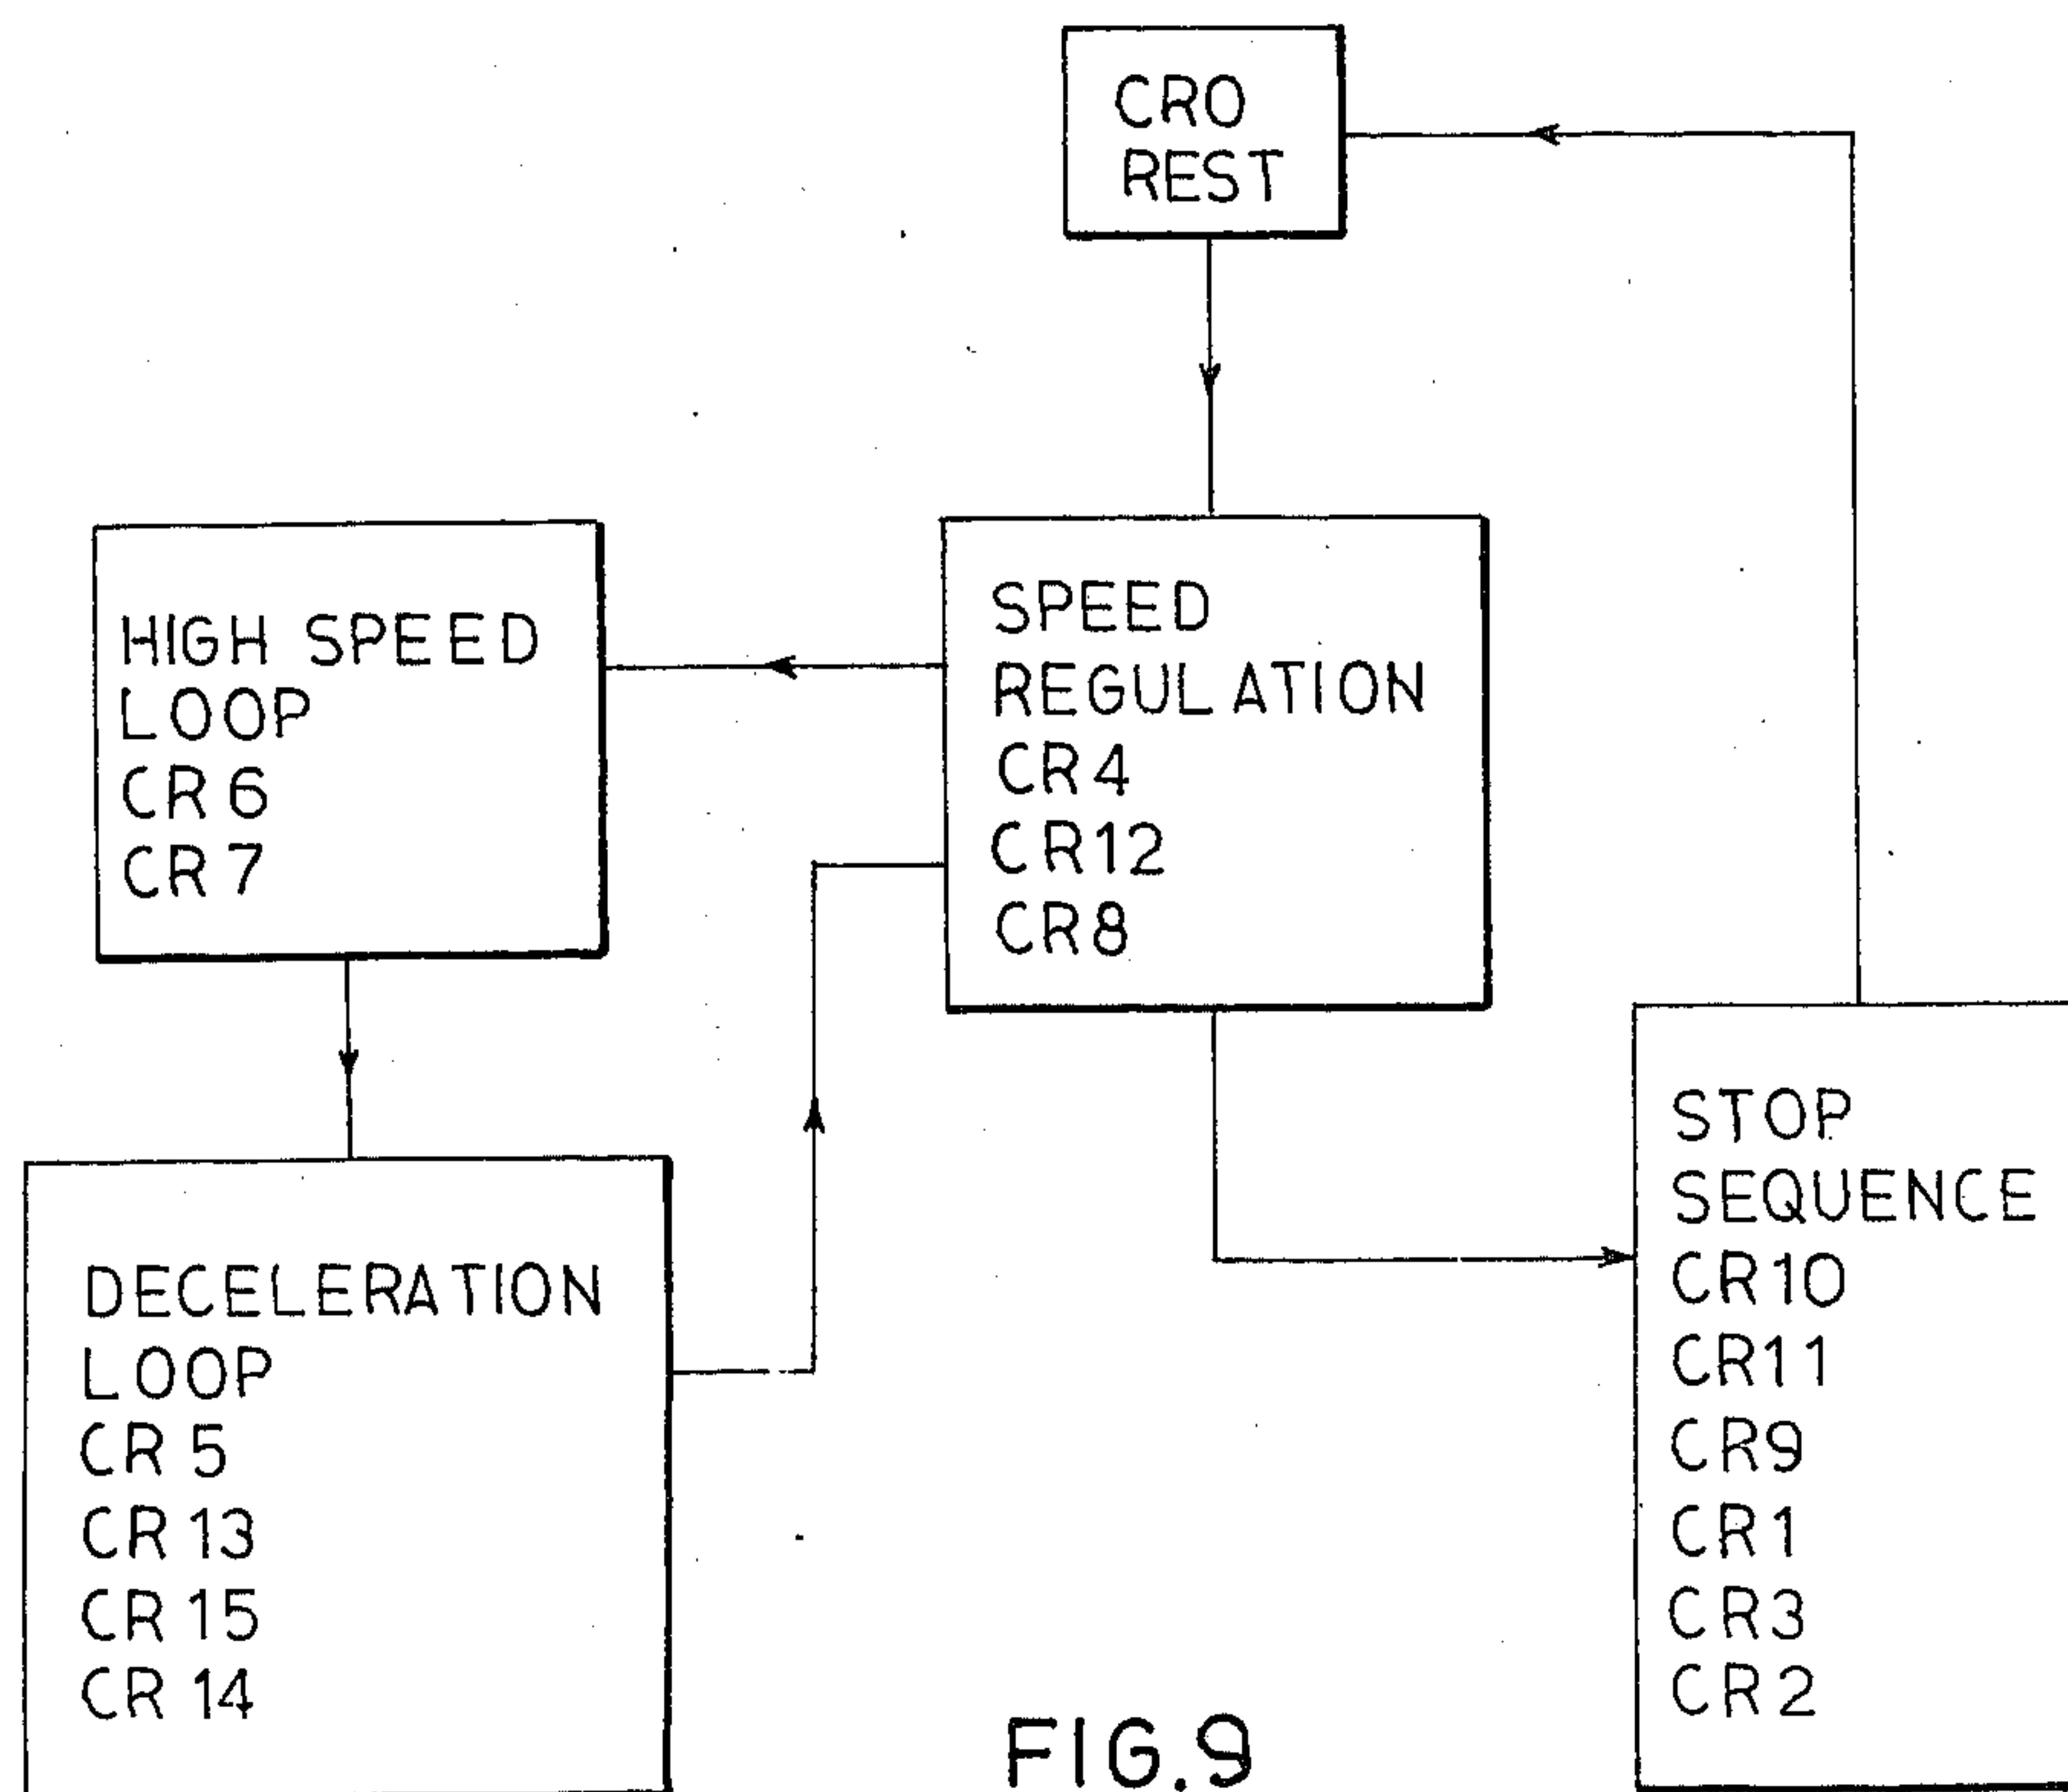 CR0
REST
HIGH SPEED
LOOP
CR6
CR7
SPEED
REGULATION
CR4
CR12
CR8
DECELERATION
LOOP
CR5
CR13
CR15
CR14
STOP
SEQUENCE
CR10
CR11
CR9
CR1
CR3
CR2
FIG.9